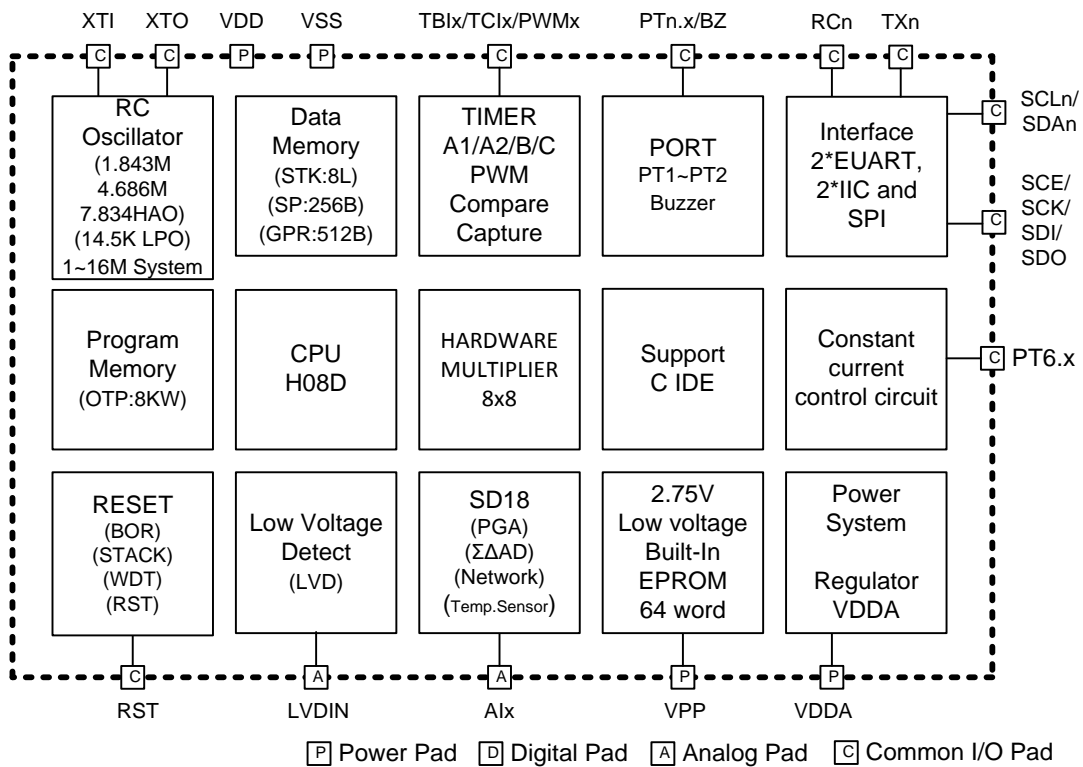 XTI XTO VDD VSS TBIx/TCIx/PWMx PTn.x/BZ RCn TXn
C C P P C C C C
RC
Oscillator
(1.843M
4.686M
7.834HAO)
(14.5K LPO)
1~16M System
Data
Memory
(STK:8L)
(SP:256B)
(GPR:512B)
TIMER
A1/A2/B/C
PWM
Compare
Capture
PORT
PT1~PT2
Buzzer
Interface
2*EUART,
2*IIC and
SPI
C
SCLn/
SDAn
C
SCE/
SCK/
SDI/
SDO
Program
Memory
(OTP:8KW)
CPU
H08D
HARDWARE
MULTIPLIER
8x8
Support
C IDE
Constant
current
control circuit
C PT6.x
RESET
(BOR)
(STACK)
(WDT)
(RST)
Low Voltage
Detect
(LVD)
SD18
(PGA)
(ΣΔAD)
(Network)
(Temp.Sensor)
2.75V
Low voltage
Built-In
EPROM
64 word
Power
System
Regulator
VDDA
C A A P P
RST LVDIN AIx VPP VDDA
P Power Pad D Digital Pad A Analog Pad C Common I/O Pad